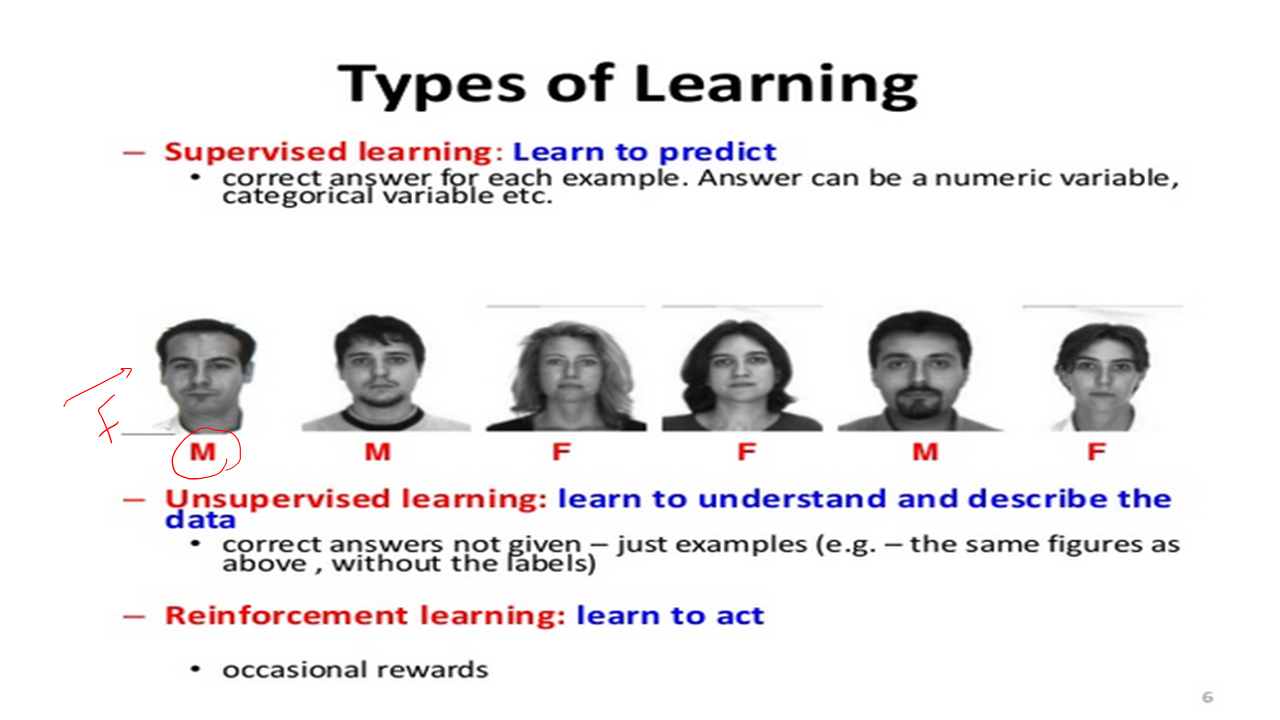 Types of Learning
– Supervised learning: Learn to predict
• correct answer for each example. Answer can be a numeric variable,
categorical variable etc.
F
M M F F M F
– Unsupervised learning: learn to understand and describe the
data
• correct answers not given – just examples (e.g. – the same figures as
above , without the labels)
– Reinforcement learning: learn to act
• occasional rewards
6